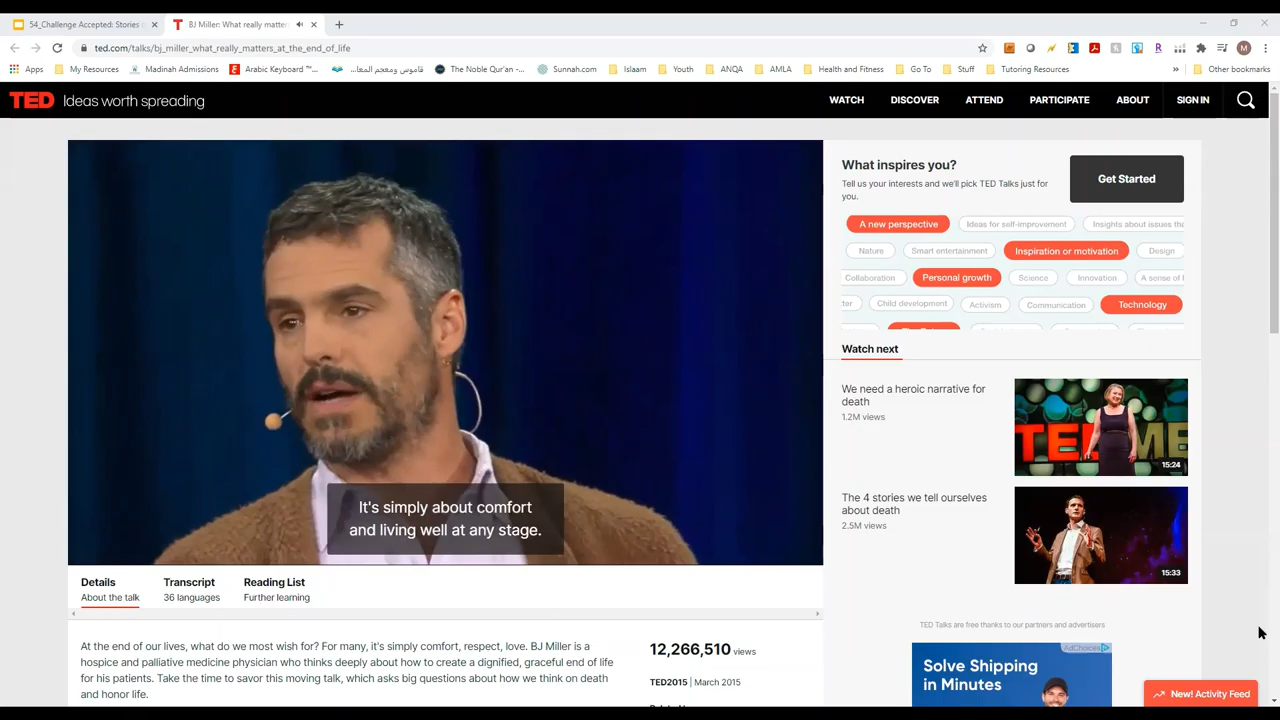 54_Challenge Accepted: Stories o
BJ Miller: What really matters
ted.com/talks/bj_miller_what_really_matters_at_the_end_of_life
M
Apps
My Resources
Madinah Admissions
Arabic Keyboard ™...
قاموس ومعجم المعا...
The Noble Qur'an -...
Sunnah.com
Islaam
Youth
ANQA
AMLA
Health and Fitness
Go To
Stuff
Tutoring Resources
»
Other bookmarks
TED Ideas worth spreading
WATCH
DISCOVER
ATTEND
PARTICIPATE
ABOUT
SIGN IN
It's simply about comfort
and living well at any stage.
What inspires you?
Tell us your interests and we'll pick TED Talks just for
you.
Get Started
A new perspective
Ideas for self-improvement
Insights about issues tha
Nature
Smart entertainment
Inspiration or motivation
Design
Collaboration
Personal growth
Science
Innovation
A sense of
ter
Child development
Activism
Communication
Technology
Watch next
We need a heroic narrative for
death
1.2M views
15:24
The 4 stories we tell ourselves
about death
2.5M views
15:33
TED Talks are free thanks to our partners and advertisers
AdChoices
Solve Shipping
in Minutes
New! Activity Feed
Details
About the talk
Transcript
36 languages
Reading List
Further learning
At the end of our lives, what do we most wish for? For many, it's simply comfort, respect, love. BJ Miller is a
hospice and palliative medicine physician who thinks deeply about how to create a dignified, graceful end of life
for his patients. Take the time to savor this moving talk, which asks big questions about how we think on death
and honor life.
12,266,510 views
TED2015 | March 2015